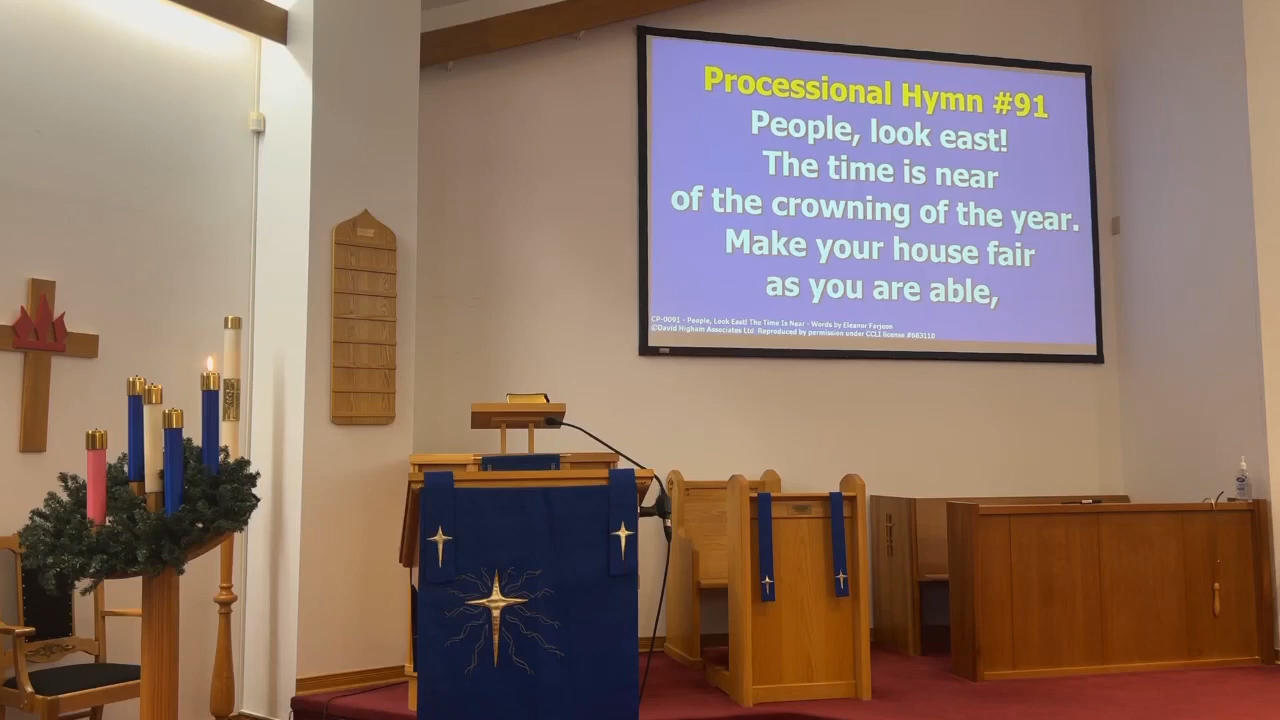 Processional Hymn #91
People, look east!
The time is near
of the crowning of the year.
Make your house fair
as you are able,
CP-0091 - People, Look East! The Time Is Near - Words by Eleanor Farjeon
©David Higham Associates Ltd Reproduced by permission under CCLI license #683110